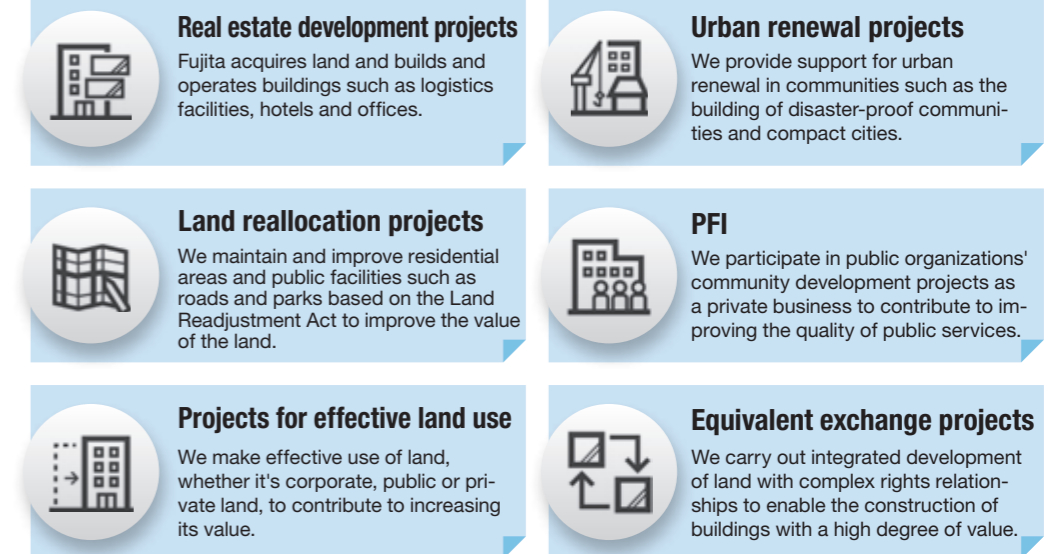 Real estate development projects
Fujita acquires land and builds and
operates buildings such as logistics
facilities, hotels and offices.
Urban renewal projects
We provide support for urban
renewal in communities such as the
building of disaster-proof communi-
ties and compact cities.
Land reallocation projects
We maintain and improve residential
areas and public facilities such as
roads and parks based on the Land
Readjustment Act to improve the value
of the land.
PFI
We participate in public organizations'
community development projects as
a private business to contribute to im-
proving the quality of public services.
Projects for effective land use
We make effective use of land,
whether it's corporate, public or pri-
vate land, to contribute to increasing
its value.
Equivalent exchange projects
We carry out integrated development
of land with complex rights relation-
ships to enable the construction of
buildings with a high degree of value.